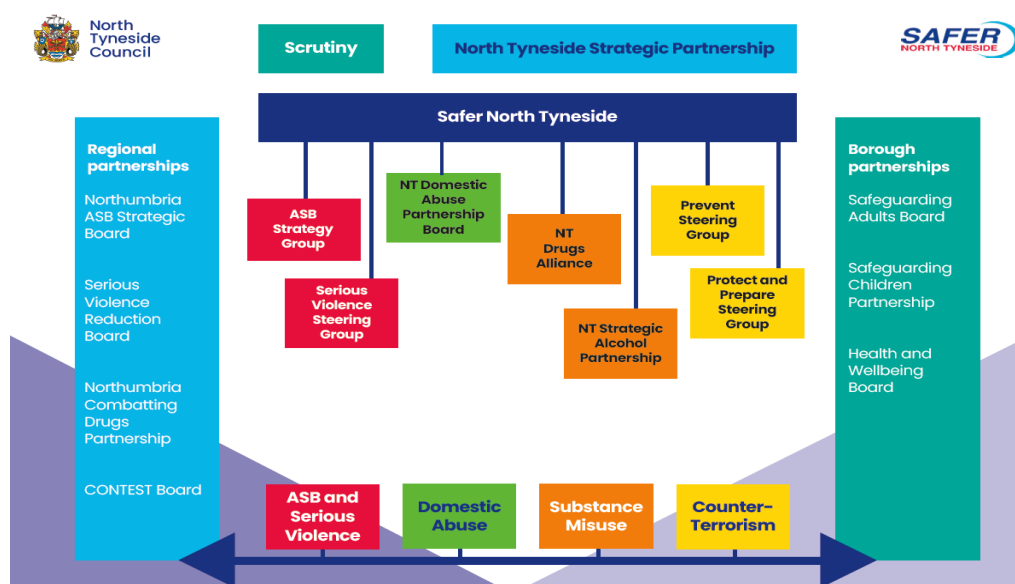 North
Tyneside
Council
Scrutiny
North Tyneside Strategic Partnership
SAFER
NORTH TYNESIDE
Safer North Tyneside
Regional
partnerships
Northumbria
ASB Strategic
Board
Serious
Violence
Reduction
Board
Northumbria
Combatting
Drugs
Partnership
CONTEST Board
ASB
Strategy
Group
Serious
Violence
Steering
Group
NT Domestic
Abuse
Partnership
Board
NT
Drugs
Alliance
NT Strategic
Alcohol
Partnership
Prevent
Steering
Group
Protect and
Prepare
Steering
Group
Borough
partnerships
Safeguarding
Adults Board
Safeguarding
Children
Partnership
Health and
Wellbeing
Board
ASB and
Serious
Violence
Domestic
Abuse
Substance
Misuse
Counter-
Terrorism